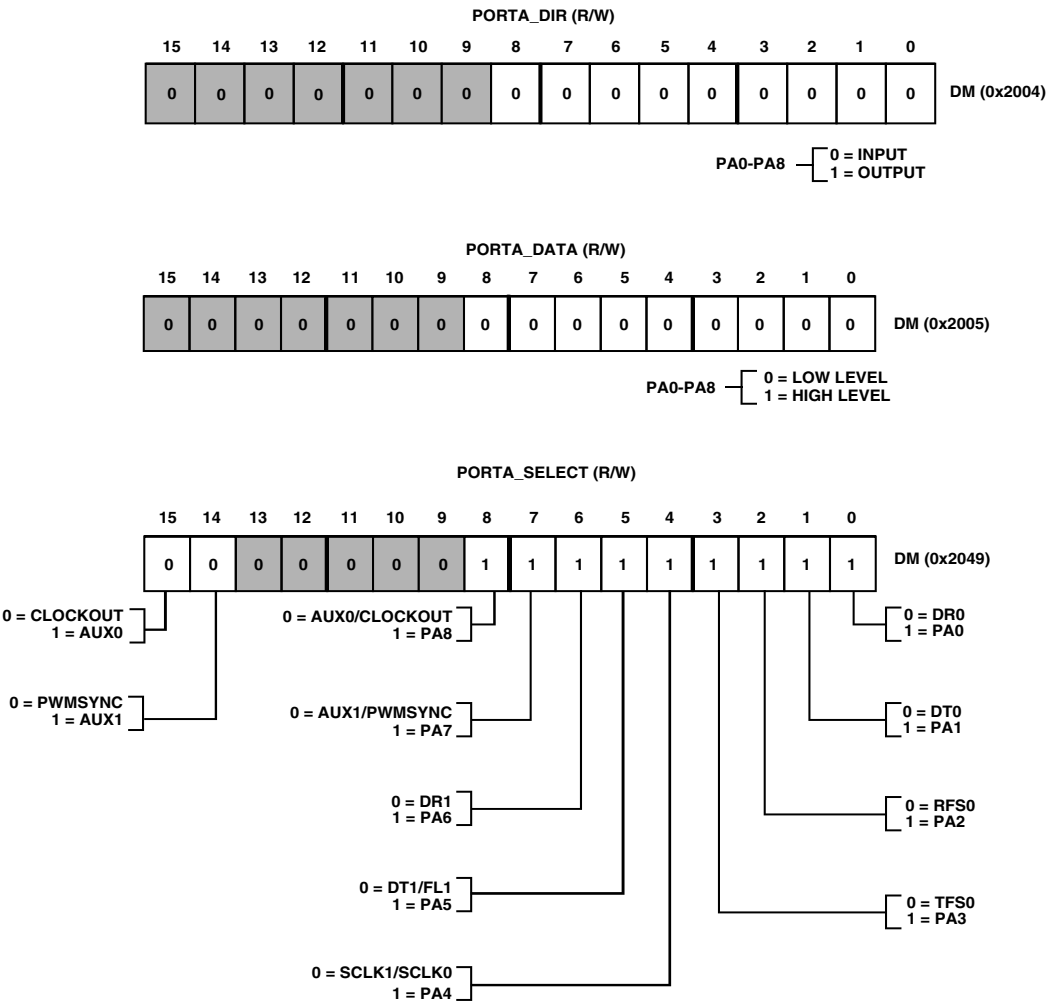 PORTA_DIR (R/W)
15 14 13 12 11 10 9 8 7 6 5 4 3 2 1 0
0 0 0 0 0 0 0 0 0 0 0 0 0 0 0 0 DM (0x2004)
PA0-PA8 0 = INPUT
1 = OUTPUT
PORTA_DATA (R/W)
15 14 13 12 11 10 9 8 7 6 5 4 3 2 1 0
0 0 0 0 0 0 0 0 0 0 0 0 0 0 0 0 DM (0x2005)
PA0-PA8 0 = LOW LEVEL
1 = HIGH LEVEL
PORTA_SELECT (R/W)
15 14 13 12 11 10 9 8 7 6 5 4 3 2 1 0
0 0 0 0 0 0 0 1 1 1 1 1 1 1 1 1 DM (0x2049)
0 = CLOCKOUT 0 = AUX0/CLOCKOUT 0 = DR0
1 = AUX0 1 = PA8 1 = PA0
0 = PWMSYNC 0 = AUX1/PWMSYNC 0 = DT0
1 = AUX1 1 = PA7 1 = PA1
0 = DR1 0 = RFS0
1 = PA6 1 = PA2
0 = DT1/FL1 0 = TFS0
1 = PA5 1 = PA3
0 = SCLK1/SCLK0
1 = PA4